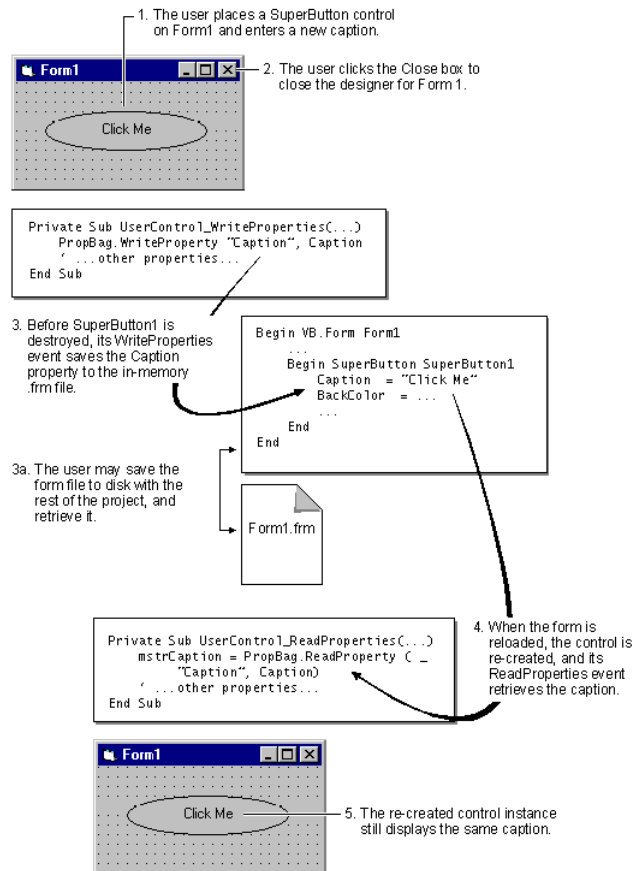 1. The user places a SuperButton control
on Form1 and enters a new caption.
Form1
2. The user clicks the Close box to
close the designer for Form 1.
Click Me
Private Sub UserControl_WriteProperties(...)
PropBag.WriteProperty "Caption", Caption
' ...other properties...
End Sub
3. Before SuperButton1 is
destroyed, its WriteProperties
event saves the Caption
property to the in-memory
.frm file.
Begin VB.Form Form1
...
Begin SuperButton SuperButton1
Caption = "Click Me"
BackColor = ...
...
End
End
3a. The user may save the
form file to disk with the
rest of the project, and
retrieve it.
Form1.frm
Private Sub UserControl_ReadProperties(...)
mstrCaption = PropBag.ReadProperty ( _
"Caption", Caption)
' ...other properties...
End Sub
4. When the form is
reloaded, the control is
re-created, and its
ReadProperties event
retrieves the caption.
Form1
Click Me
5. The re-created control instance
still displays the same caption.